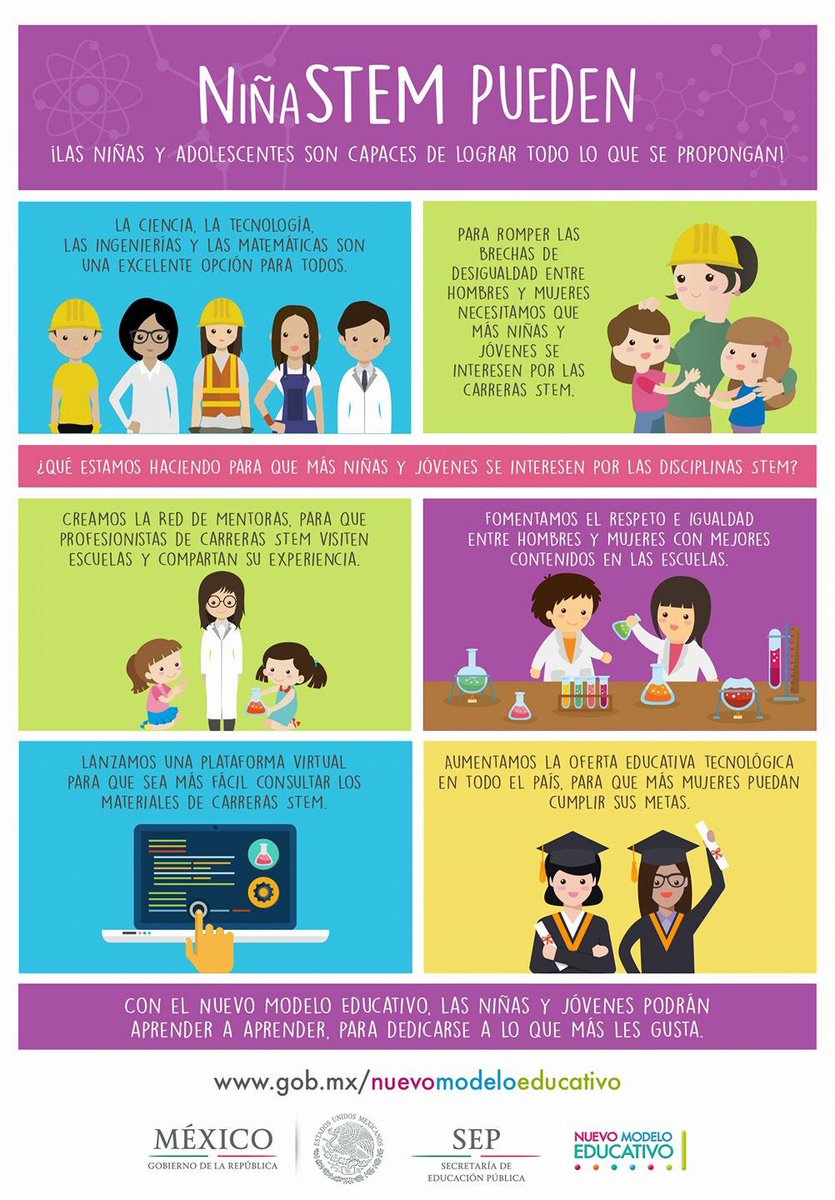 NiñaSTEM PUEDEN
¡LAS NIÑAS Y ADOLESCENTES SON CAPACES DE LOGRAR TODO LO QUE SE PROPONGAN!
LA CIENCIA, LA TECNOLOGÍA,
LAS INGENIERÍAS Y LAS MATEMÁTICAS SON
UNA EXCELENTE OPCIÓN PARA TODOS.
PARA ROMPER LAS
BRECHAS DE
DESIGUALDAD ENTRE
HOMBRES Y MUJERES
NECESITAMOS QUE
MÁS NIÑAS Y
JÓVENES SE
INTERESEN POR LAS
CARRERAS STEM.
¿QUÉ ESTAMOS HACIENDO PARA QUE MÁS NIÑAS Y JÓVENES SE INTERESEN POR LAS DISCIPLINAS STEM?
CREAMOS LA RED DE MENTORAS, PARA QUE
PROFESIONISTAS DE CARRERAS STEM VISITEN
ESCUELAS Y COMPARTAN SU EXPERIENCIA.
FOMENTAMOS EL RESPETO E IGUALDAD
ENTRE HOMBRES Y MUJERES CON MEJORES
CONTENIDOS EN LAS ESCUELAS.
LANZAMOS UNA PLATAFORMA VIRTUAL
PARA QUE SEA MÁS FÁCIL CONSULTAR LOS
MATERIALES DE CARRERAS STEM.
AUMENTAMOS LA OFERTA EDUCATIVA TECNOLÓGICA
EN TODO EL PAÍS, PARA QUE MÁS MUJERES PUEDAN
CUMPLIR SUS METAS.
CON EL NUEVO MODELO EDUCATIVO, LAS NIÑAS Y JÓVENES PODRÁN
APRENDER A APRENDER, PARA DEDICARSE A LO QUE MÁS LES GUSTA.
www.gob.mx/nuevomodeloeducativo
MÉXICO
GOBIERNO DE LA REPÚBLICA
ESTADOS UNIDOS MEXICANOS
SEP
SECRETARÍA DE
EDUCACIÓN PÚBLICA
NUEVO MODELO
EDUCATIVO